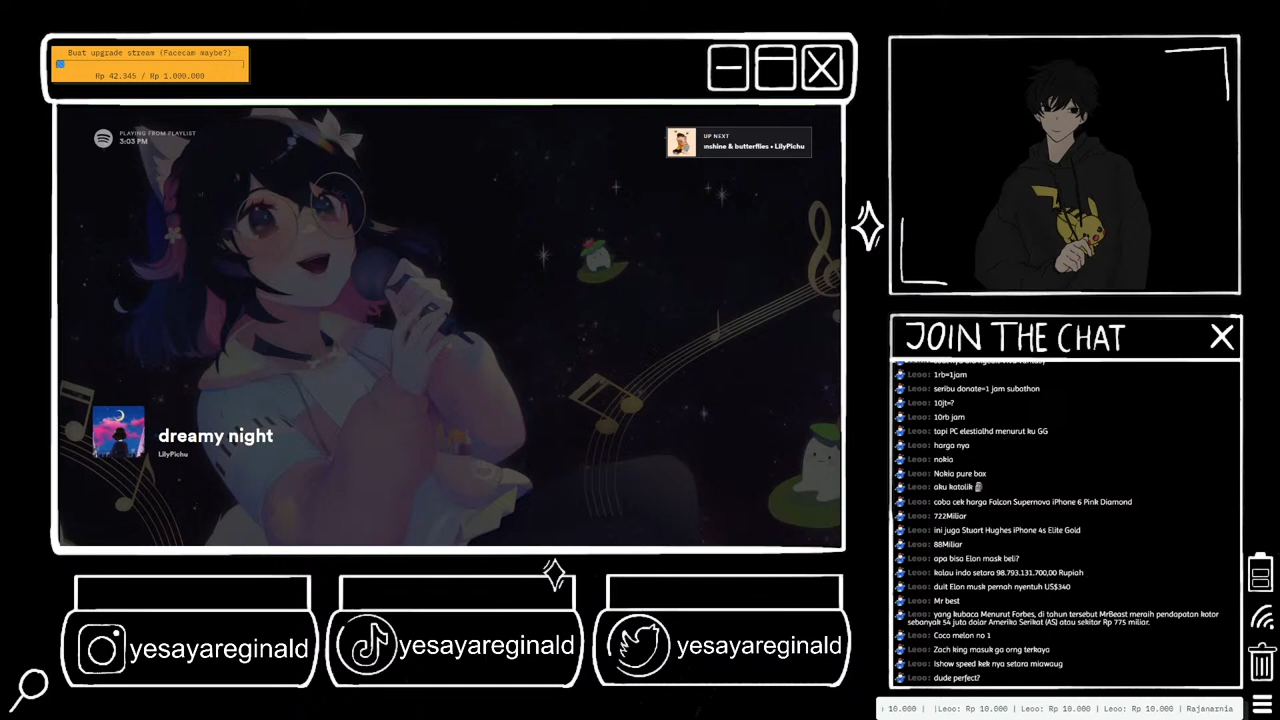 Buat upgrade stream (Facecam maybe?)
Rp 42.345 / Rp 1.000.000
PLAYING FROM PLAYLIST
3:03 PM
UP NEXT
ınshine & butterflies • LilyPichu
dreamy night
LilyPichu
JOIN THE CHAT
Leoo: 1rb=1jam
Leoo: seribu donate=1 jam subathon
Leoo: 10jt=?
Leoo: 10rb jam
Leoo: tapi PC elestialhd menurut ku GG
Leoo: harga nya
Leoo: nokia
Leoo: Nokia pure box
Leoo: aku katolik 🗿
Leoo: coba cek harga Falcon Supernova iPhone 6 Pink Diamond
Leoo: 722Miliar
Leoo: ini juga Stuart Hughes iPhone 4s Elite Gold
Leoo: 88Miliar
Leoo: apa bisa Elon mask beli?
Leoo: kalau indo setara 98.793.131.700,00 Rupiah
Leoo: duit Elon musk pernah nyentuh US$340
Leoo: Mr best
Leoo: yang kubaca Menurut Forbes, di tahun tersebut MrBeast meraih pendapatan kotor
sebanyak 54 juta dolar Amerika Serikat (AS) atau sekitar Rp 775 miliar.
Leoo: Coco melon no 1
Leoo: Zach king masuk ga orng terkaya
Leoo: Ishow speed kek nya setara miawaug
Leoo: dude perfect?
yesayareginald
yesayareginald
yesayareginald
: 10.000 | |Leoo: Rp 10.000 | Leoo: Rp 10.000 | Leoo: Rp 10.000 | Rajanarnia